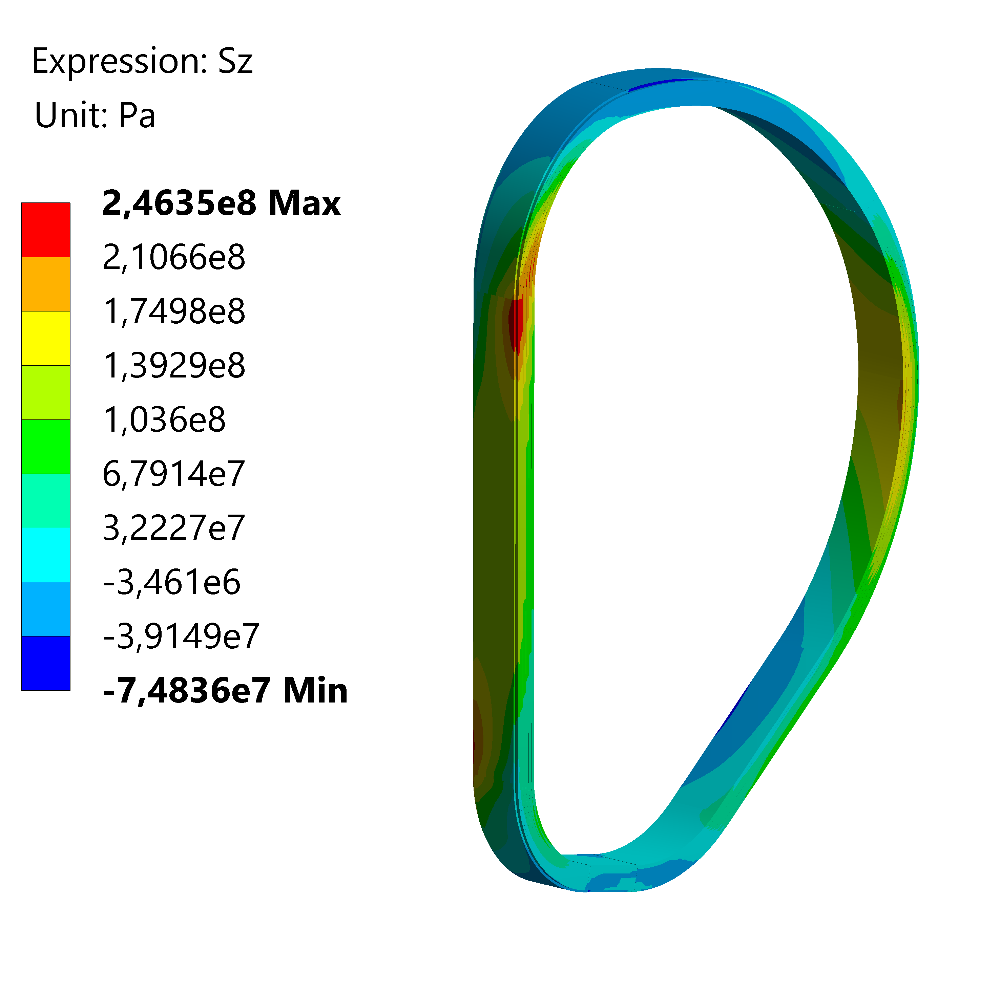 Expression: Sz
Unit: Pa
2,4635e8 Max
2,1066e8
1,7498e8
1,3929e8
1,036e8
6,7914e7
3,2227e7
-3,461e6
-3,9149e7
-7,4836e7 Min